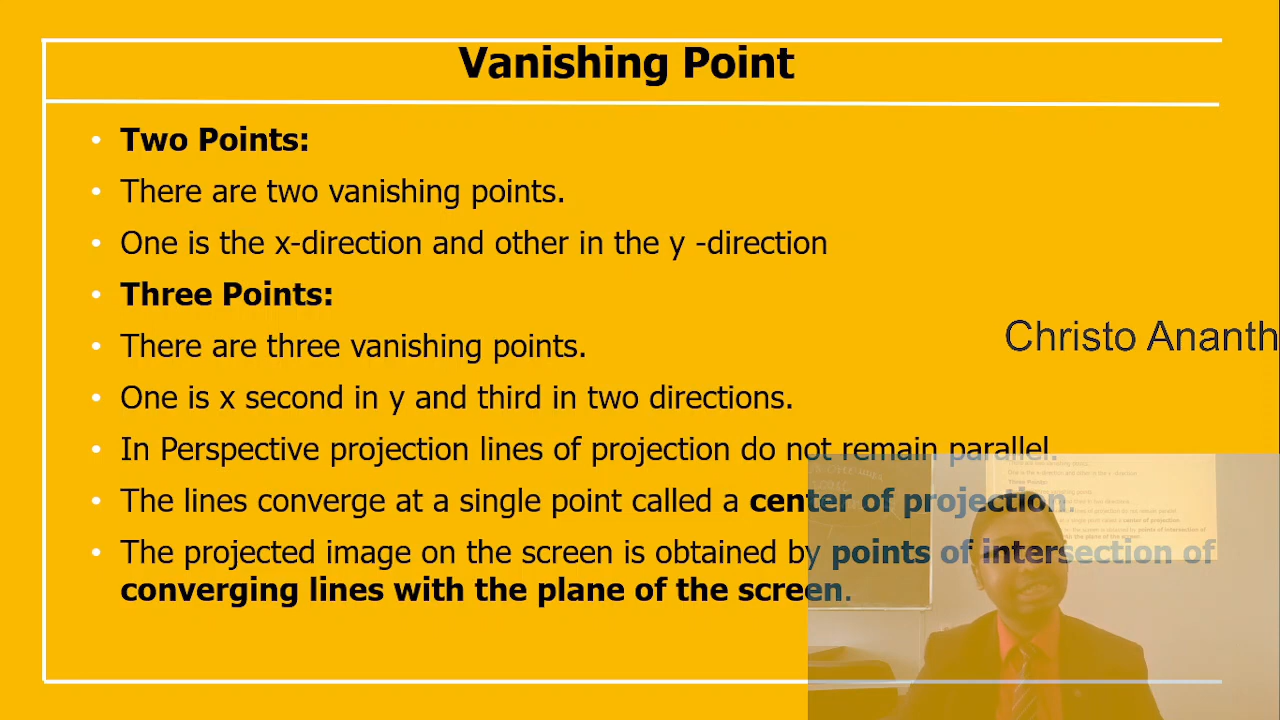 Vanishing Point
• Two Points:
• There are two vanishing points.
• One is the x-direction and other in the y -direction
• Three Points:
• There are three vanishing points.
Christo Ananth
• One is x second in y and third in two directions.
• In Perspective projection lines of projection do not remain parallel.
• The lines converge at a single point called a center of projection.
• The projected image on the screen is obtained by points of intersection of
converging lines with the plane of the screen.